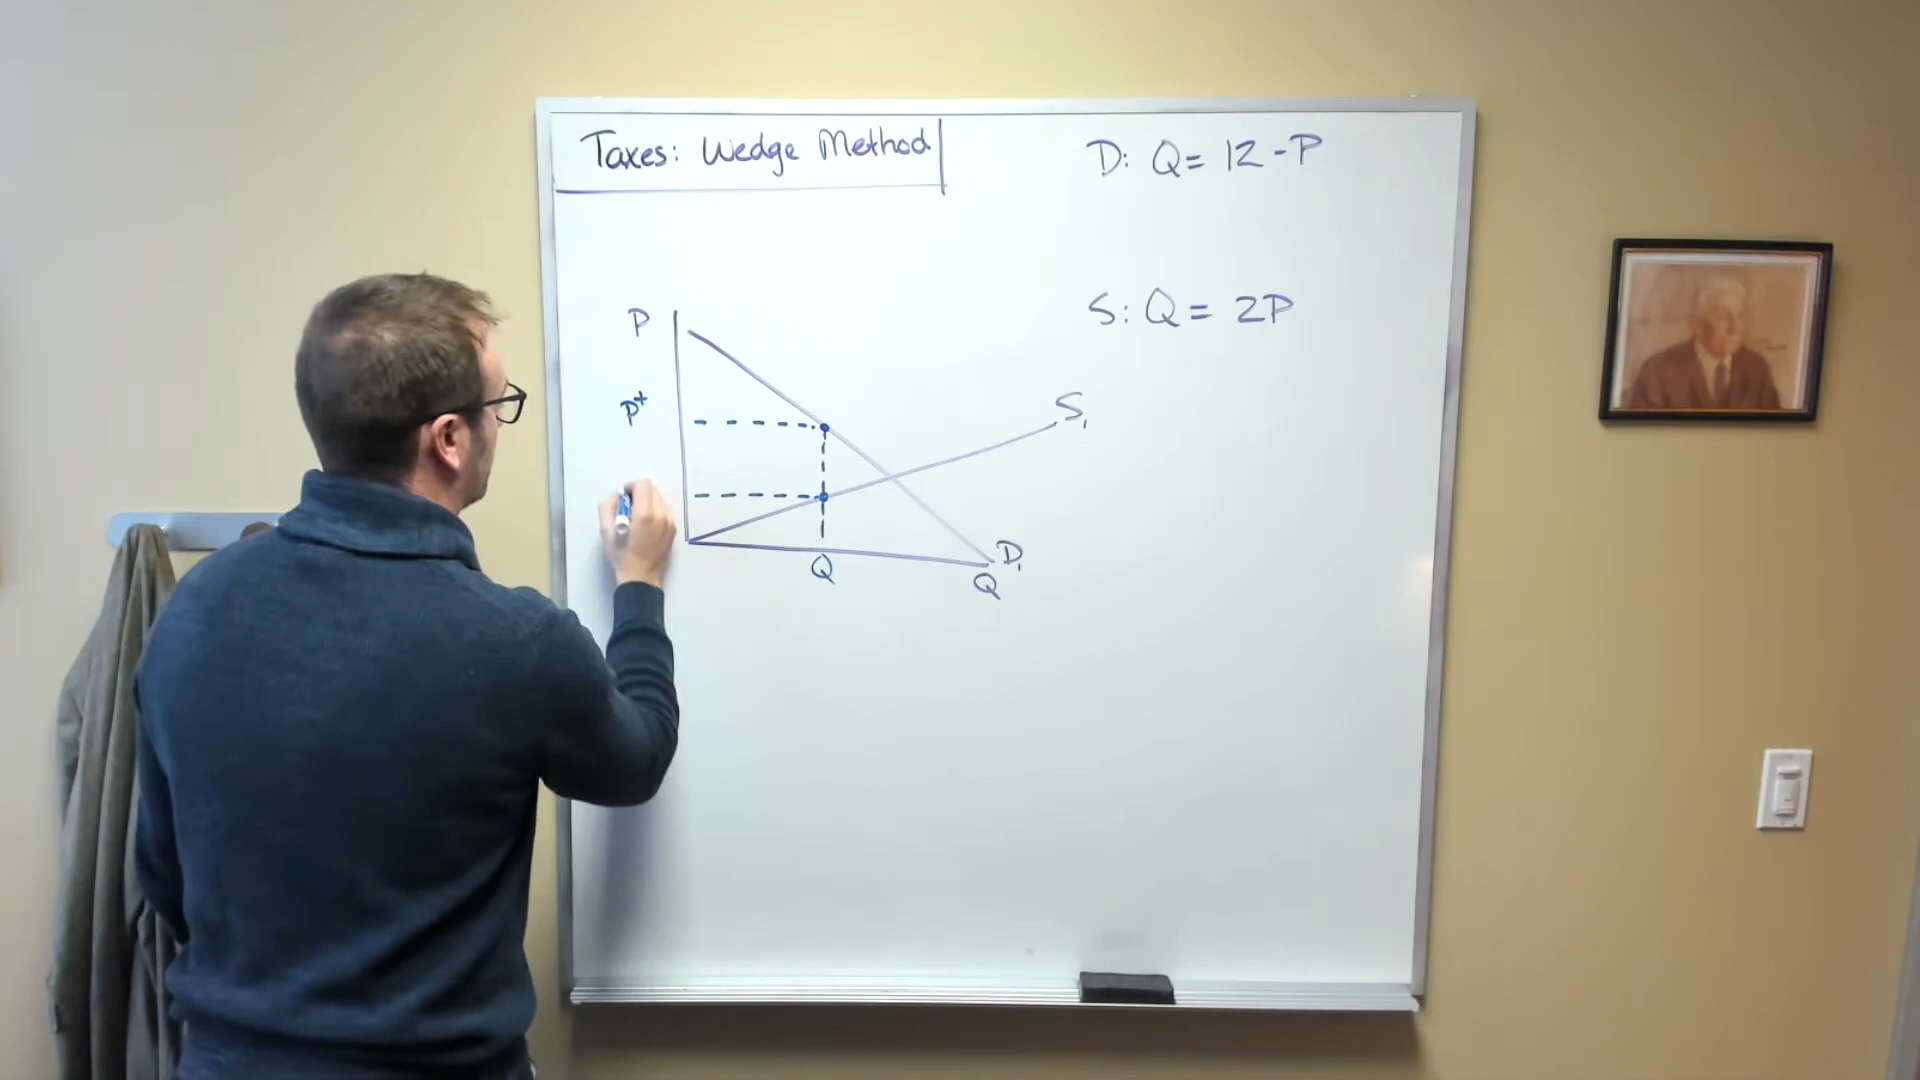 Taxes: Wedge Method
D: Q = 12 - P
S: Q = 2P
P
P+
S1
D1
Q
Q